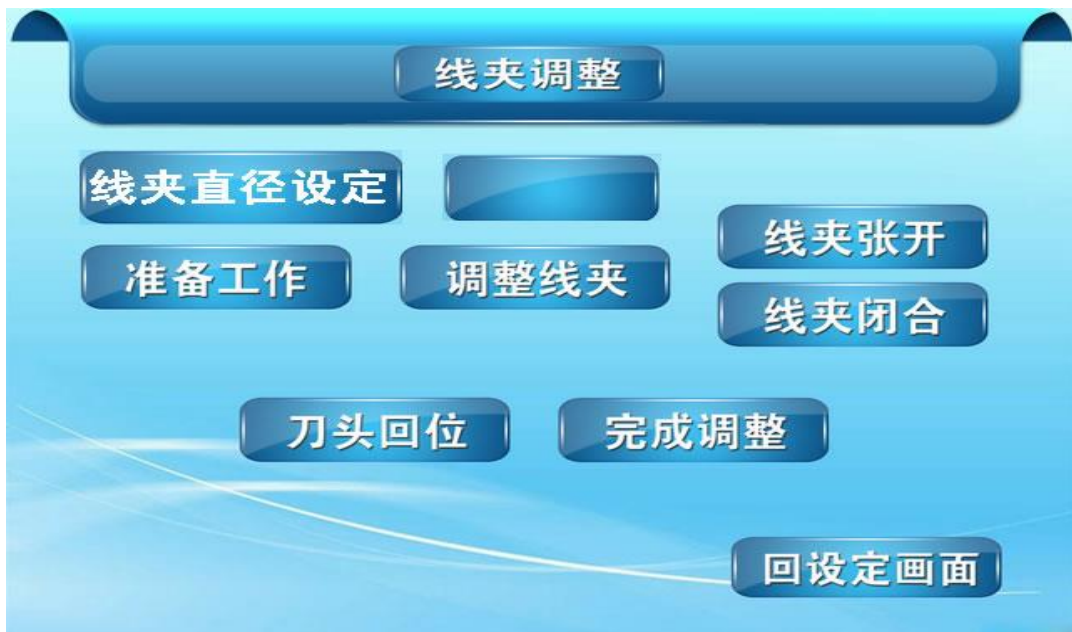 线夹调整
线夹直径设定
准备工作
调整线夹
线夹张开
线夹闭合
刀头回位
完成调整
回设定画面